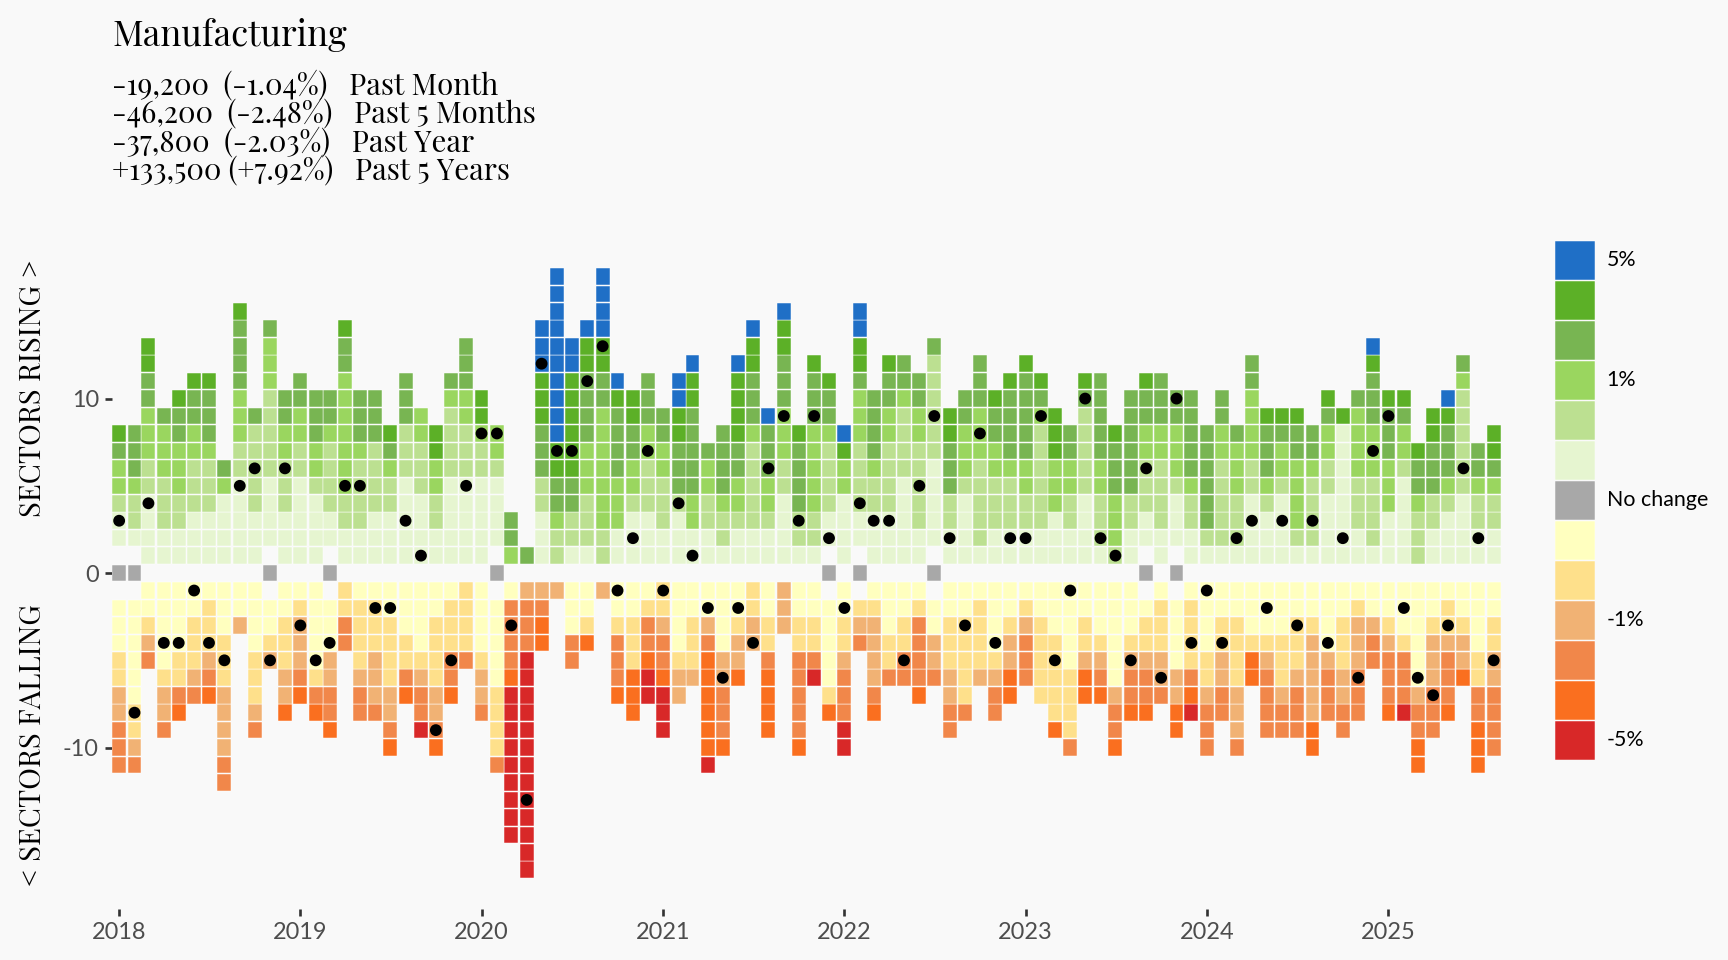 Manufacturing
-19,200 (-1.04%) Past Month
-46,200 (-2.48%) Past 5 Months
-37,800 (-2.03%) Past Year
+133,500 (+7.92%) Past 5 Years
SECTORS RISING >
< SECTORS FALLING
10
0
-10
2018 2019 2020 2021 2022 2023 2024 2025
5%
1%
No change
-1%
-5%